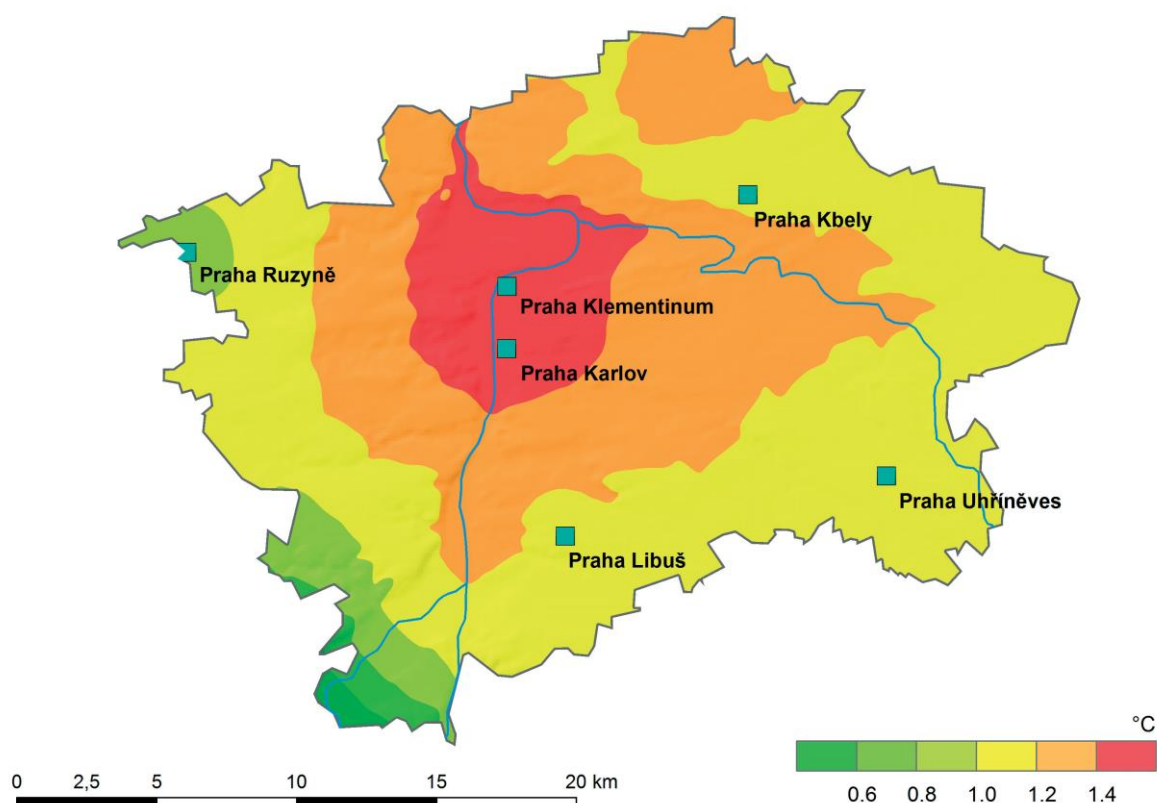 Praha Kbely
Praha Ruzyně
Praha Klementinum
Praha Karlov
Praha Uhříněves
Praha Libuš
°C
0 2,5 5 10 15 20 km
0.6 0.8 1.0 1.2 1.4